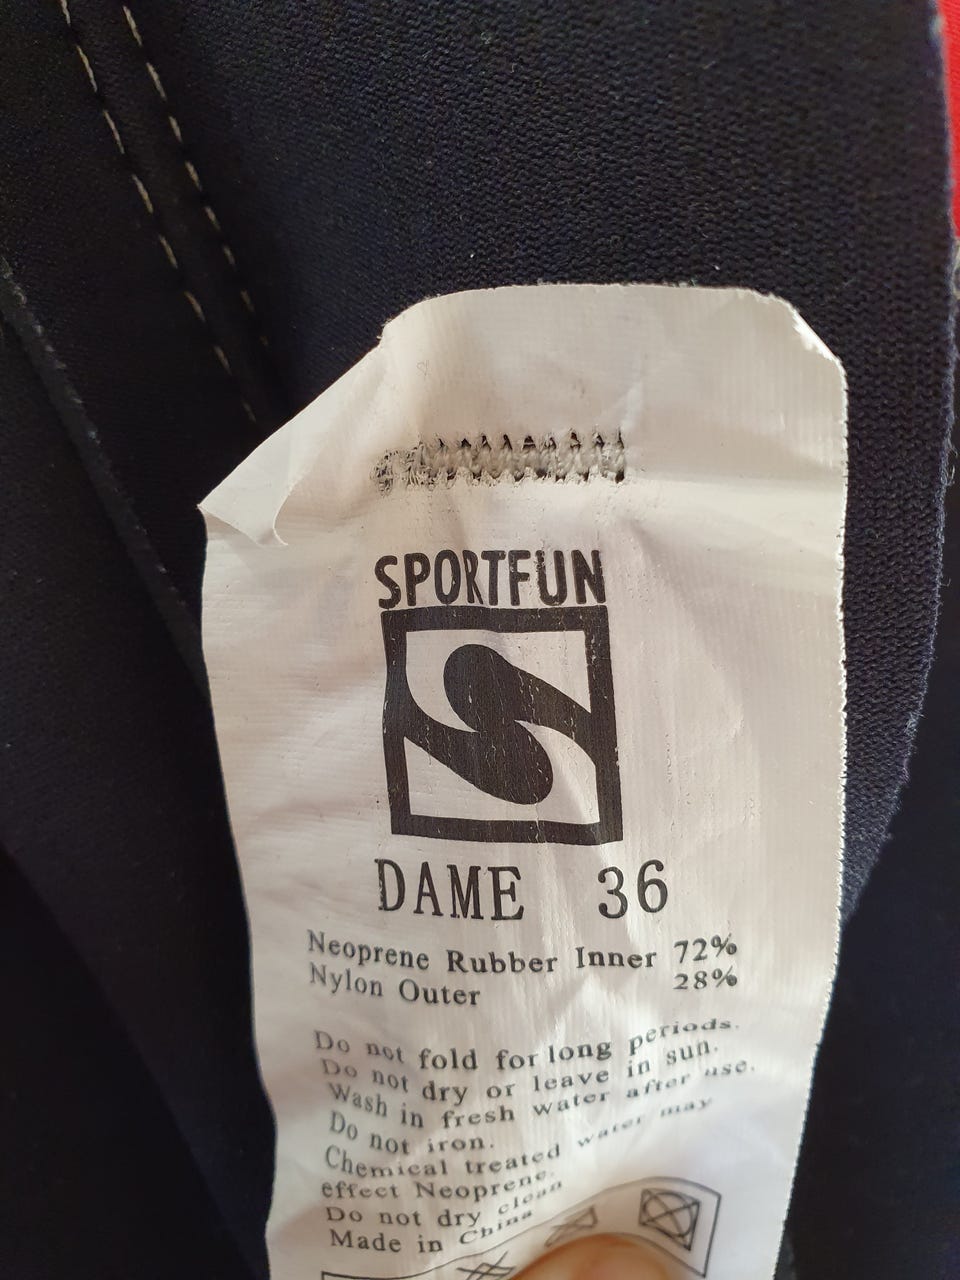 SPORTFUN
DAME 36
Neoprene Rubber Inner 72%
Nylon Outer 28%
Do not fold for long periods.
Do not dry or leave in sun.
Wash in fresh water after use.
Do not iron.
Chemical treated water may
effect Neoprene.
Do not dry clean
Made in China